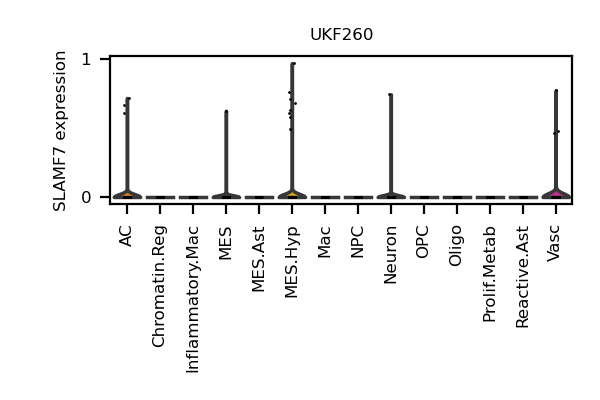 UKF260
SLAMF7 expression
1
0
AC
Chromatin.Reg
Inflammatory.Mac
MES
MES.Ast
MES.Hyp
Mac
NPC
Neuron
OPC
Oligo
Prolif.Metab
Reactive.Ast
Vasc